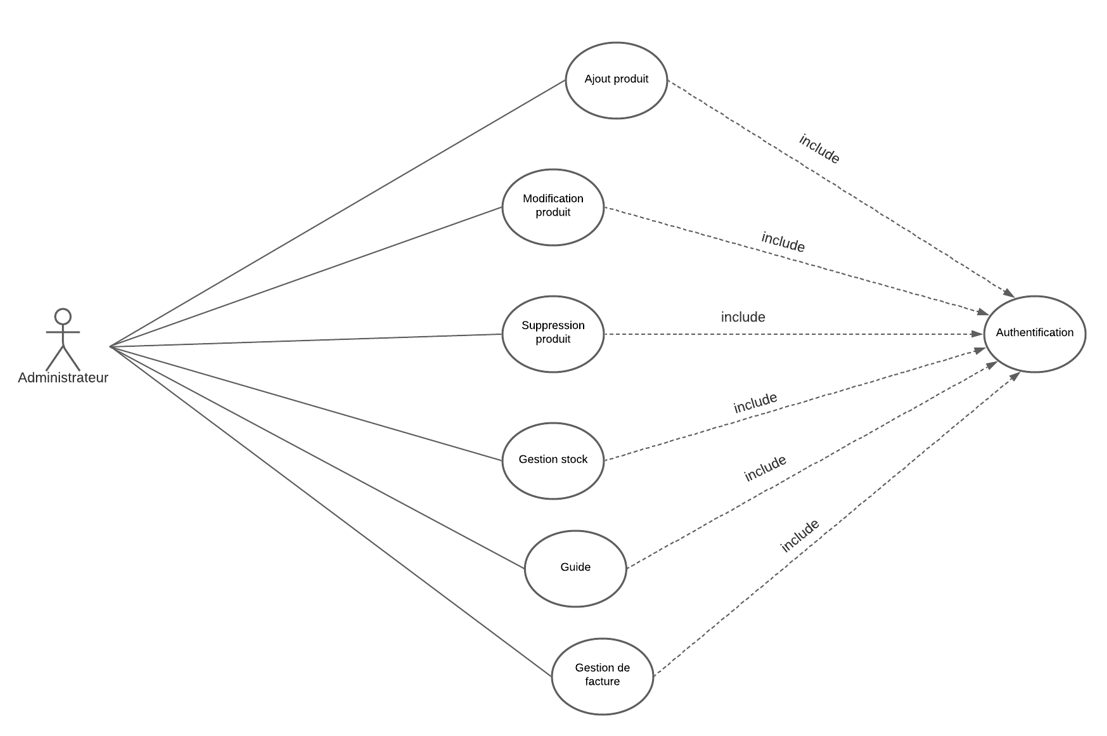 Ajout produit
include
Modification
produit
include
Suppression
produit
include
Administrateur
Authentification
Gestion stock
include
Guide
include
Gestion de
facture
include